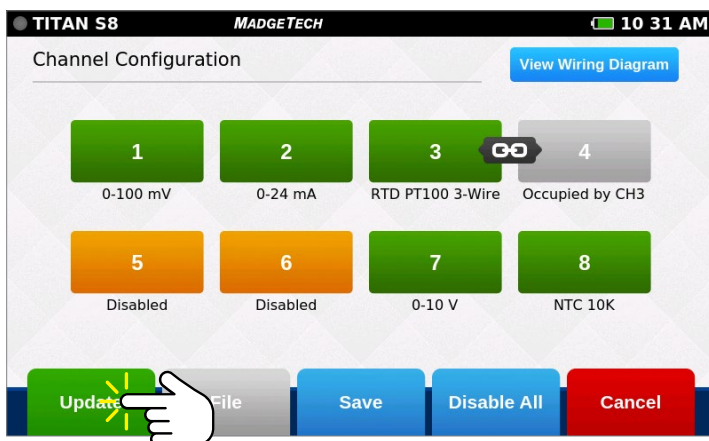 TITAN S8 MADGETECH 10 31 AM
Channel Configuration View Wiring Diagram
1 2 3 4
0-100 mV 0-24 mA RTD PT100 3-Wire Occupied by CH3
5 6 7 8
Disabled Disabled 0-10 V NTC 10K
Update File Save Disable All Cancel